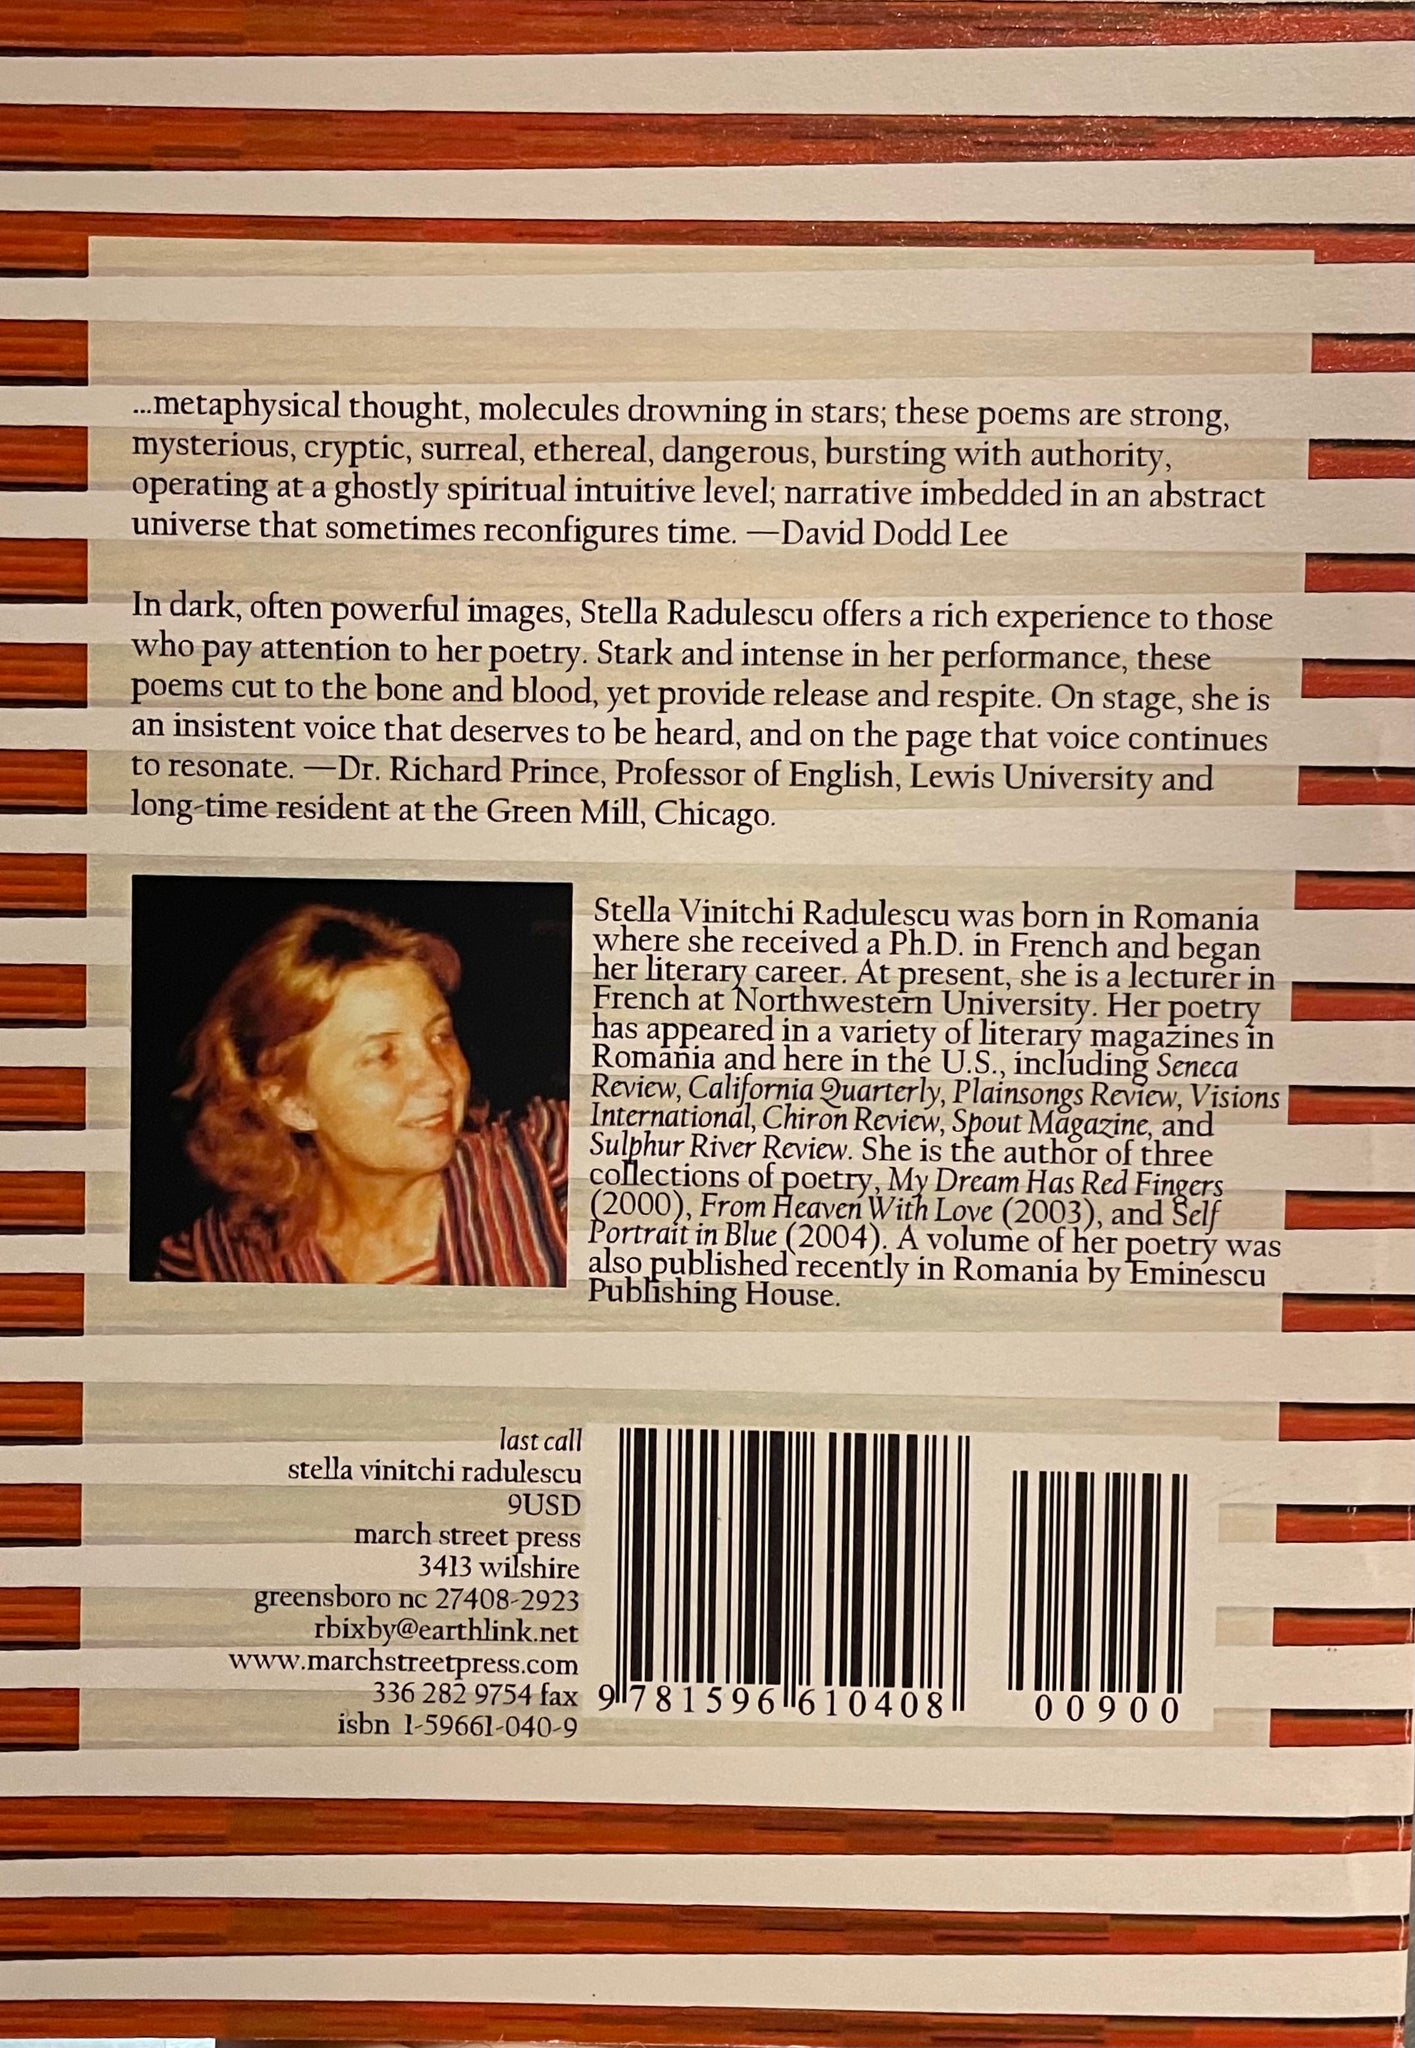 ...metaphysical thought, molecules drowning in stars; these poems are strong,
mysterious, cryptic, surreal, ethereal, dangerous, bursting with authority,
operating at a ghostly spiritual intuitive level; narrative imbedded in an abstract
universe that sometimes reconfigures time. —David Dodd Lee
In dark, often powerful images, Stella Radulescu offers a rich experience to those
who pay attention to her poetry. Stark and intense in her performance, these
poems cut to the bone and blood, yet provide release and respite. On stage, she is
an insistent voice that deserves to be heard, and on the page that voice continues
to resonate. —Dr. Richard Prince, Professor of English, Lewis University and
long-time resident at the Green Mill, Chicago.
Stella Vinitchi Radulescu was born in Romania
where she received a Ph.D. in French and began
her literary career. At present, she is a lecturer in
French at Northwestern University. Her poetry
has appeared in a variety of literary magazines in
Romania and here in the U.S., including Seneca
Review, California Quarterly, Plainsongs Review, Visions
International, Chiron Review, Spout Magazine, and
Sulphur River Review. She is the author of three
collections of poetry, My Dream Has Red Fingers
(2000), From Heaven With Love (2003), and Self
Portrait in Blue (2004). A volume of her poetry was
also published recently in Romania by Eminescu
Publishing House.
last call
stella vinitchi radulescu
9USD
march street press
3413 wilshire
greensboro nc 27408-2923
rbixby@earthlink.net
www.marchstreetpress.com
336 282 9754 fax
isbn 1-59661-040-9
9 781596 610408
00900